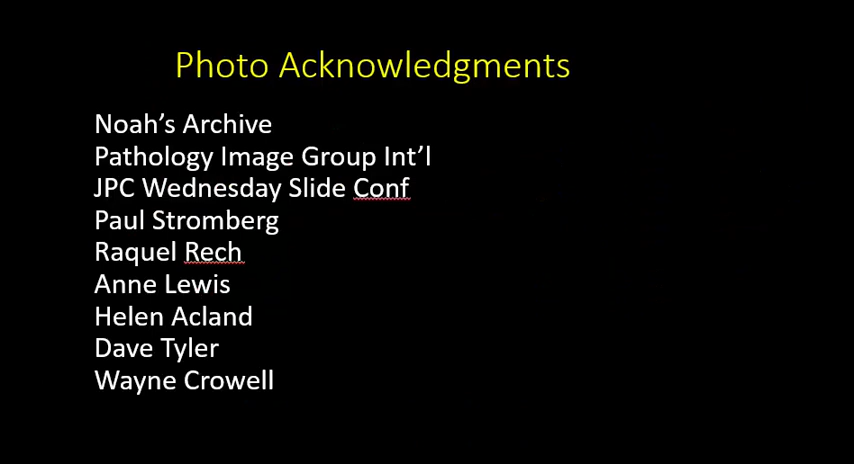 Photo Acknowledgments
Noah's Archive
Pathology Image Group Int'l
JPC Wednesday Slide Conf
Paul Stromberg
Raquel Rech
Anne Lewis
Helen Acland
Dave Tyler
Wayne Crowell